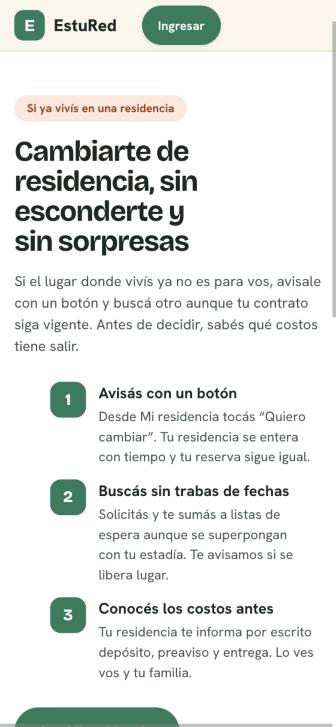 E EstuRed Ingresar
Si ya vivís en una residencia
Cambiarte de
residencia, sin
esconderte y
sin sorpresas
Si el lugar donde vivís ya no es para vos, avisale
con un botón y buscá otro aunque tu contrato
siga vigente. Antes de decidir, sabés qué costos
tiene salir.
1 Avisás con un botón
Desde Mi residencia tocás “Quiero
cambiar”. Tu residencia se entera
con tiempo y tu reserva sigue igual.
2 Buscás sin trabas de fechas
Solicitás y te sumás a listas de
espera aunque se superpongan
con tu estadía. Te avisamos si se
libera lugar.
3 Conocés los costos antes
Tu residencia te informa por escrito
depósito, preaviso y entrega. Lo ves
vos y tu familia.